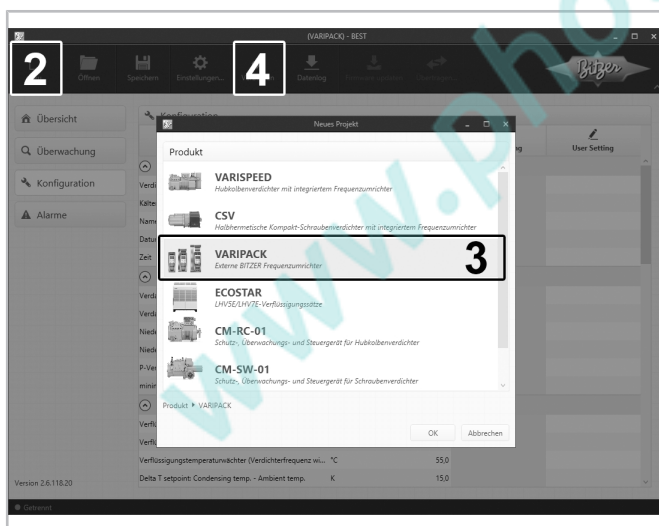 (VARIPACK) - BEST
2
4
Öffnen
Speichern
Einstellungen...
Datenlog
Bitzer
Übersicht
Überwachung
Konfiguration
Alarme
Konfiguration
User Setting
Neues Projekt
Produkt
VARISPEED
Hubkolbenverdichter mit integriertem Frequenzumrichter
CSV
Halbhermetische Kompakt-Schraubenverdichter mit integriertem Frequenzumrichter
VARIPACK
Externe BITZER Frequenzumrichter
3
ECOSTAR
LHV5E/LHV7E-Verflüssigungssätze
CM-RC-01
Schutz-, Überwachungs- und Steuergerät für Hubkolbenverdichter
CM-SW-01
Schutz-, Überwachungs- und Steuergerät für Schraubenverdichter
Produkt VARIPACK
OK Abbrechen
Zeit
Verflüssigungstemperaturwächter (Verdichterfrequenz wi... °C 55,0
Delta T setpoint: Condensing temp. - Ambient temp. K 15,0
Version 2.6.118.20
Getrennt
www.pho